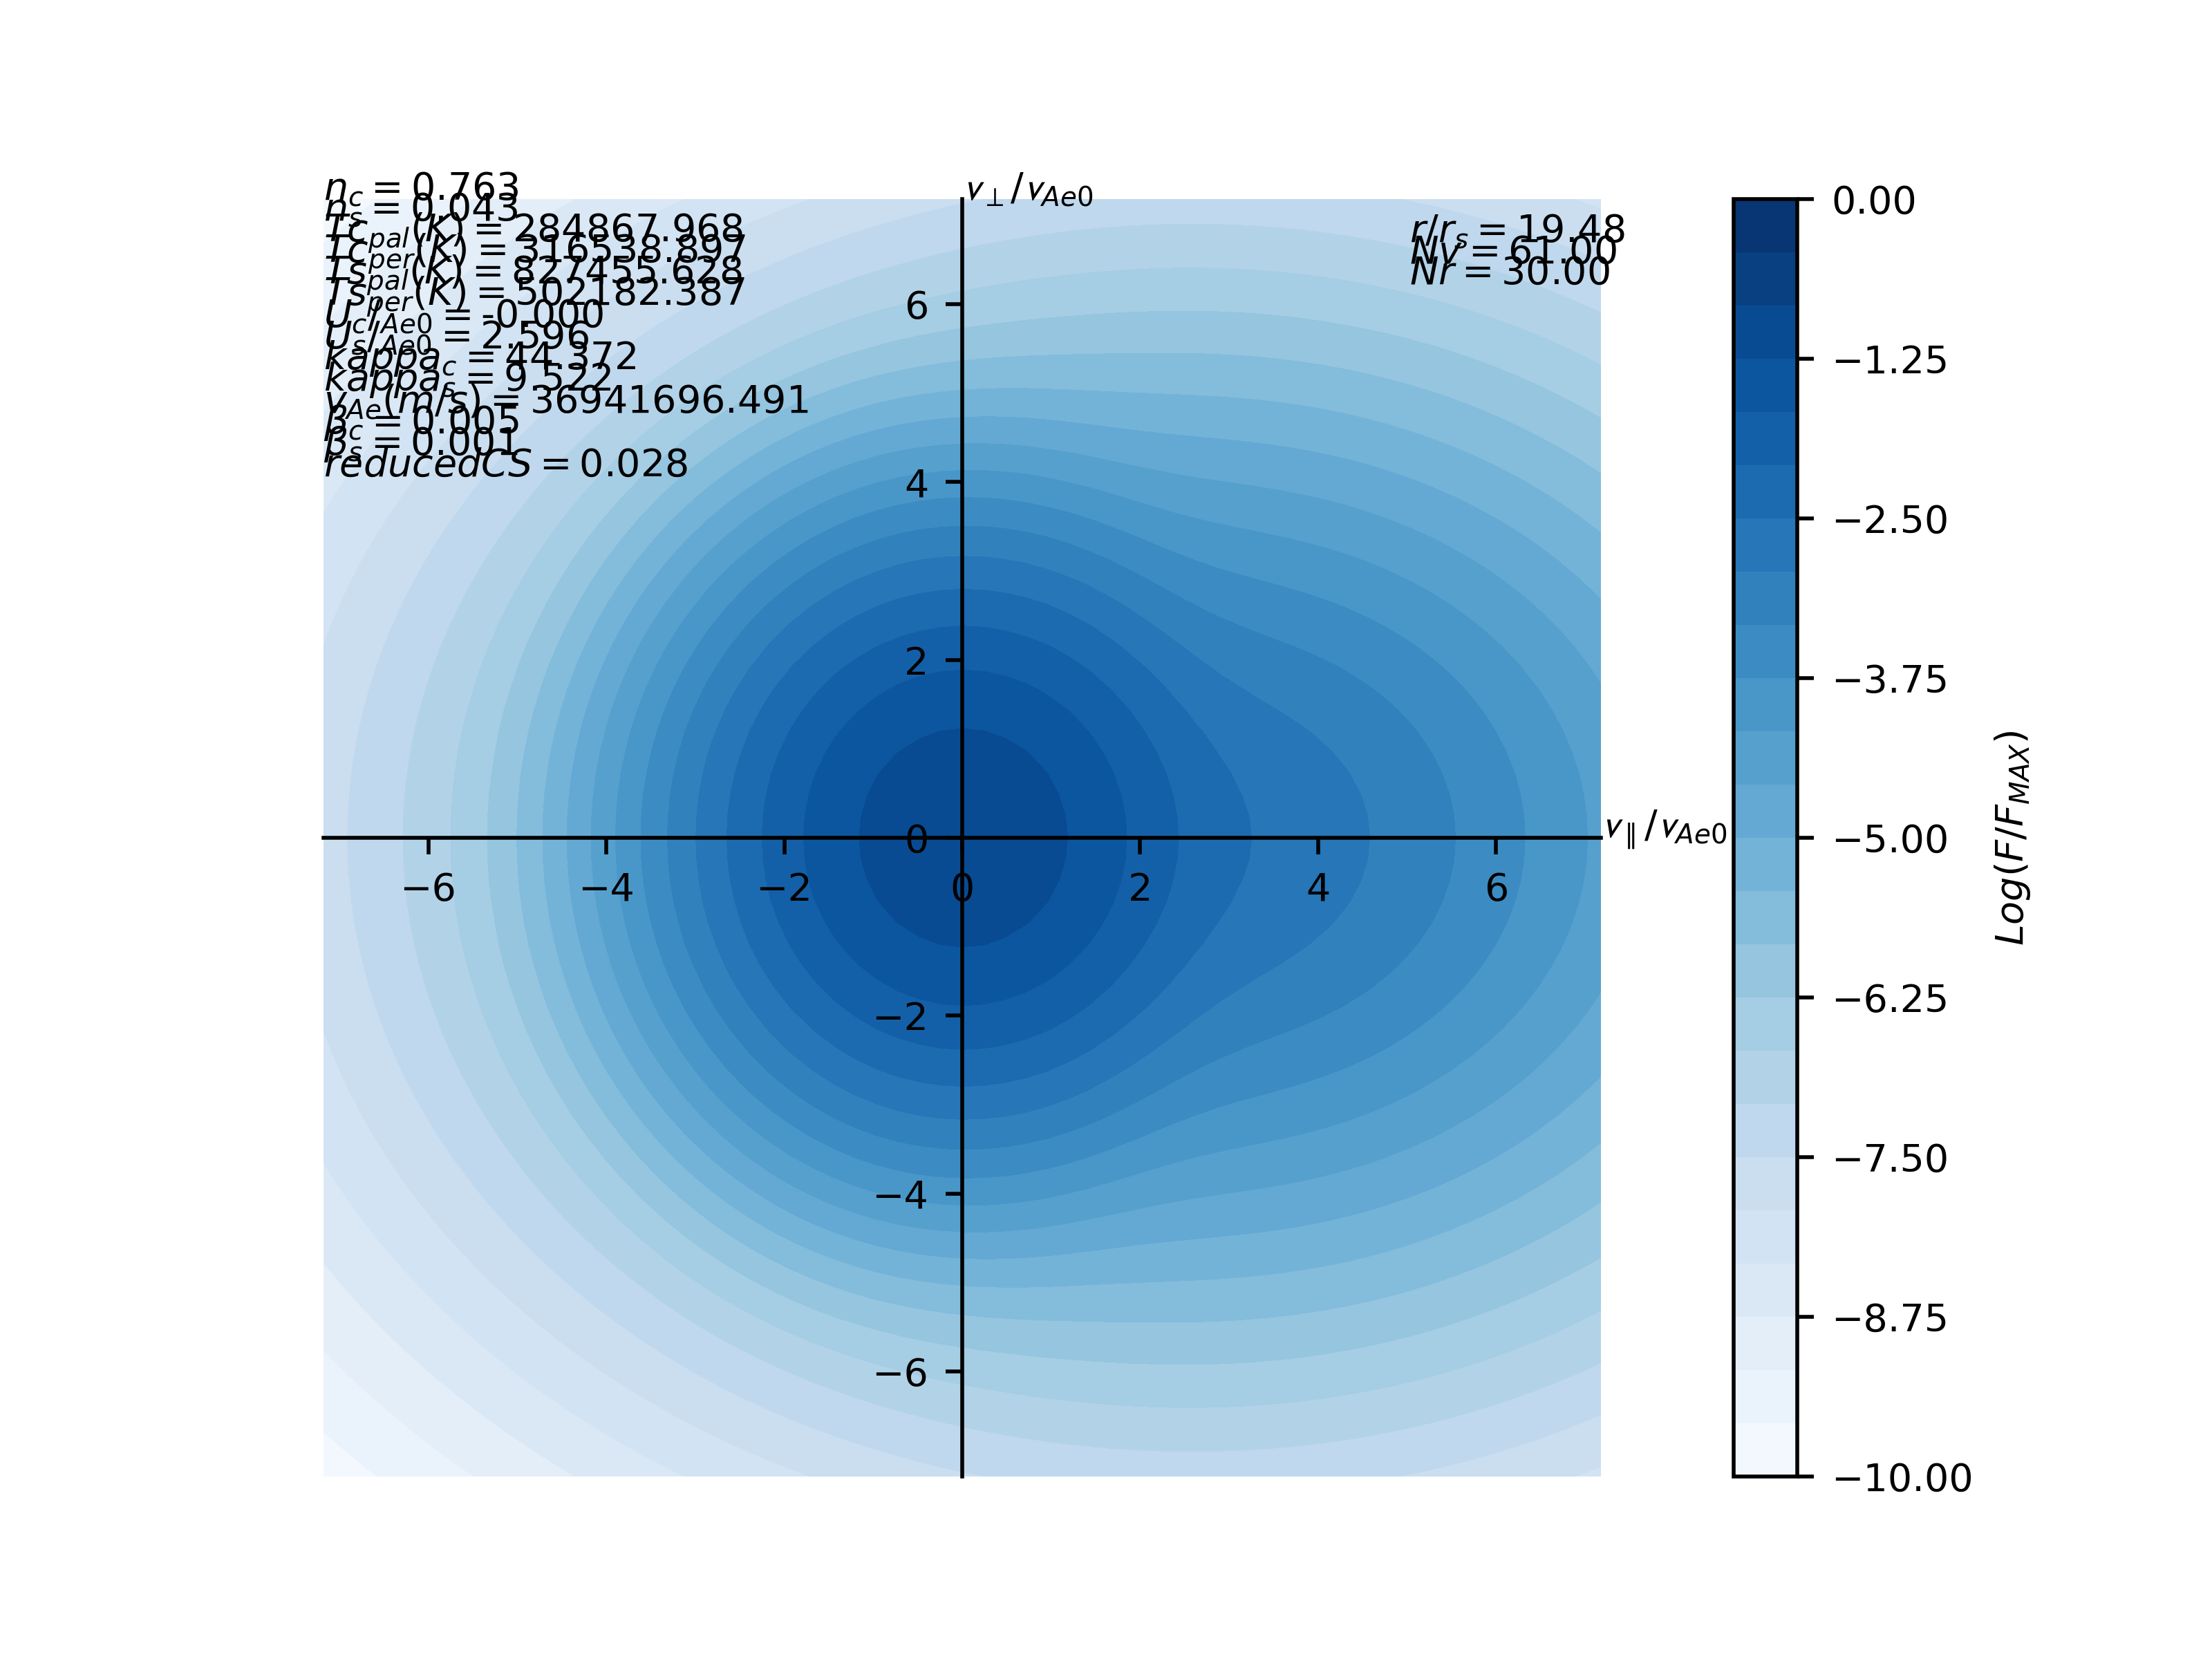 n_c = 0.763
n_s = 0.043
Tc_pal(K) = 284867.968
Tc_per(K) = 316538.897
Ts_pal(K) = 827455.628
Ts_per(K) = 502182.387
U_c/Ae0 = -0.000
U_s/Ae0 = 2.596
kappa_c = 44.372
kappa_s = 9.522
v_Ae(m/s) = 36941696.491
β_c = 0.005
β_s = 0.001
reducedCS = 0.028
v_⊥/v_Ae0
r/r_s = 19.48
Nv = 61.00
Nr = 30.00
6
4
2
0
−2
−4
−6
−6 −4 −2 0 2 4 6
v_∥/v_Ae0
0.00
−1.25
−2.50
−3.75
−5.00
−6.25
−7.50
−8.75
−10.00
Log(F/F_MAX)